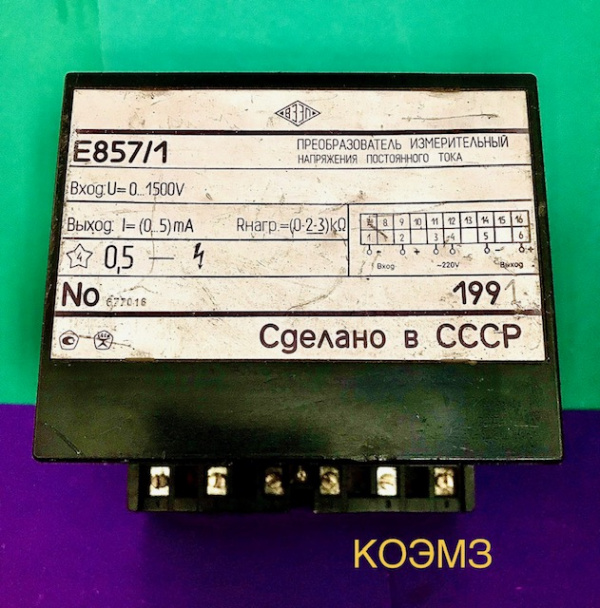 E857/1
ПРЕОБРАЗОВАТЕЛЬ ИЗМЕРИТЕЛЬНЫЙ
НАПРЯЖЕНИЯ ПОСТОЯННОГО ТОКА
Вход:U= 0...1500V
Выход: I= (0...5) mA Rнагр.=(0-2-3)kΩ
8 9 10 11 12 13 14 15 16
1 2 3 4 5 6
Вход ~220V Выход
4 0,5 —
No 677016 199
Сделано в СССР
КОЭМЗ